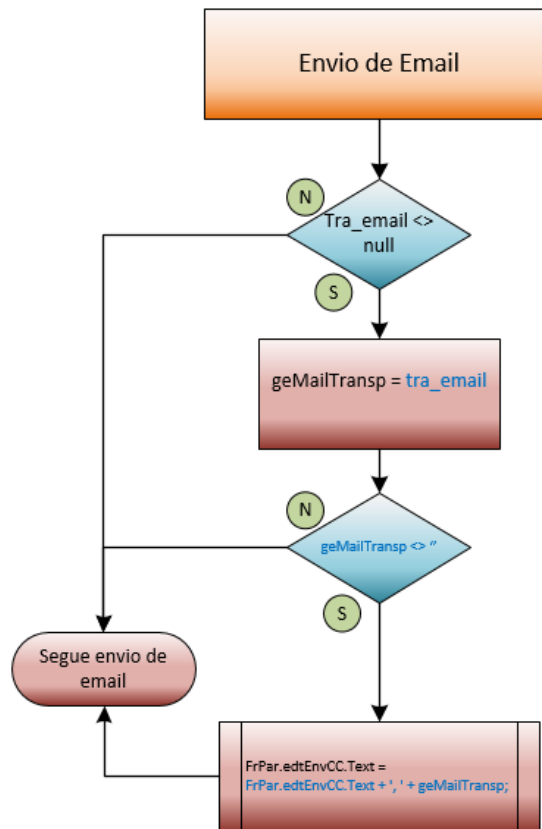 Envio de Email
N
Tra_email <>
null
S
geMailTransp = tra_email
N
geMailTransp <> ''
S
Segue envio de
email
FrPar.edtEnvCC.Text =
FrPar.edtEnvCC.Text + ', ' + geMailTransp;